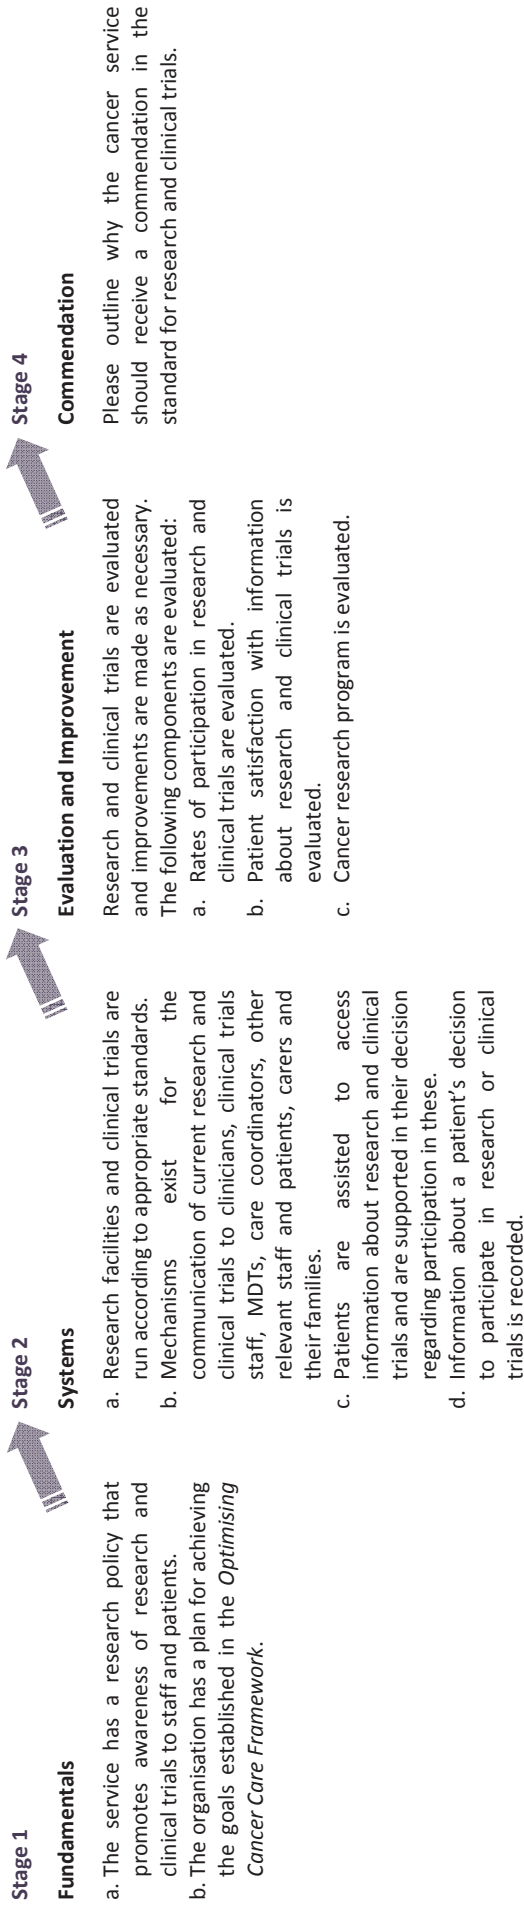 Stage 1
Fundamentals
a. The service has a research policy that
promotes awareness of research and
clinical trials to staff and patients.
b. The organisation has a plan for achieving
the goals established in the Optimising
Cancer Care Framework.
Stage 2
Systems
a. Research facilities and clinical trials are
run according to appropriate standards.
b. Mechanisms exist for the
communication of current research and
clinical trials to clinicians, clinical trials
staff, MDTs, care coordinators, other
relevant staff and patients, carers and
their families.
c. Patients are assisted to access
information about research and clinical
trials and are supported in their decision
regarding participation in these.
d. Information about a patient's decision
to participate in research or clinical
trials is recorded.
Stage 3
Evaluation and Improvement
Research and clinical trials are evaluated
and improvements are made as necessary.
The following components are evaluated:
a. Rates of participation in research and
clinical trials are evaluated.
b. Patient satisfaction with information
about research and clinical trials is
evaluated.
c. Cancer research program is evaluated.
Stage 4
Commendation
Please outline why the cancer service
should receive a commendation in the
standard for research and clinical trials.